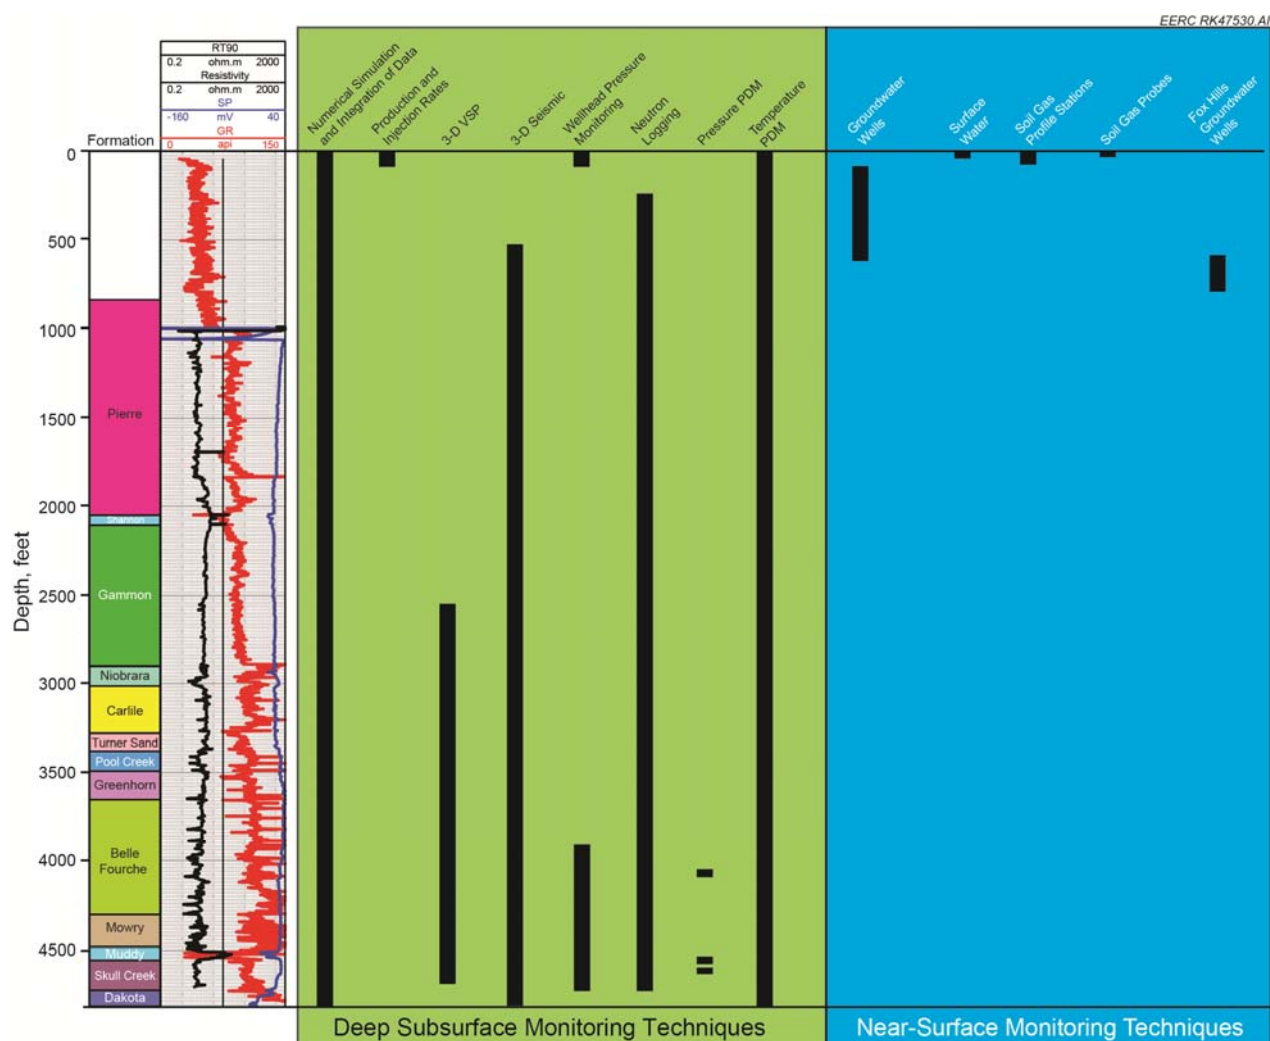 EERC RK47530.AI
RT90
0.2 ohm.m 2000
Resistivity
0.2 ohm.m 2000
SP
-160 mV 40
GR
0 api 150
Formation
Numerical Simulation
and Integration of Data
Production and
Injection Rates
3-D VSP
3-D Seismic
Wellhead Pressure
Monitoring
Neutron
Logging
Pressure PDM
Temperature
PDM
Groundwater
Wells
Surface
Water
Soil Gas
Profile Stations
Soil Gas Probes
Fox Hills
Groundwater
Wells
Depth, feet
0
500
1000
1500
2000
2500
3000
3500
4000
4500
Pierre
Shannon
Gammon
Niobrara
Carlile
Turner Sand
Pool Creek
Greenhorn
Belle
Fourche
Mowry
Muddy
Skull Creek
Dakota
Deep Subsurface Monitoring Techniques
Near-Surface Monitoring Techniques